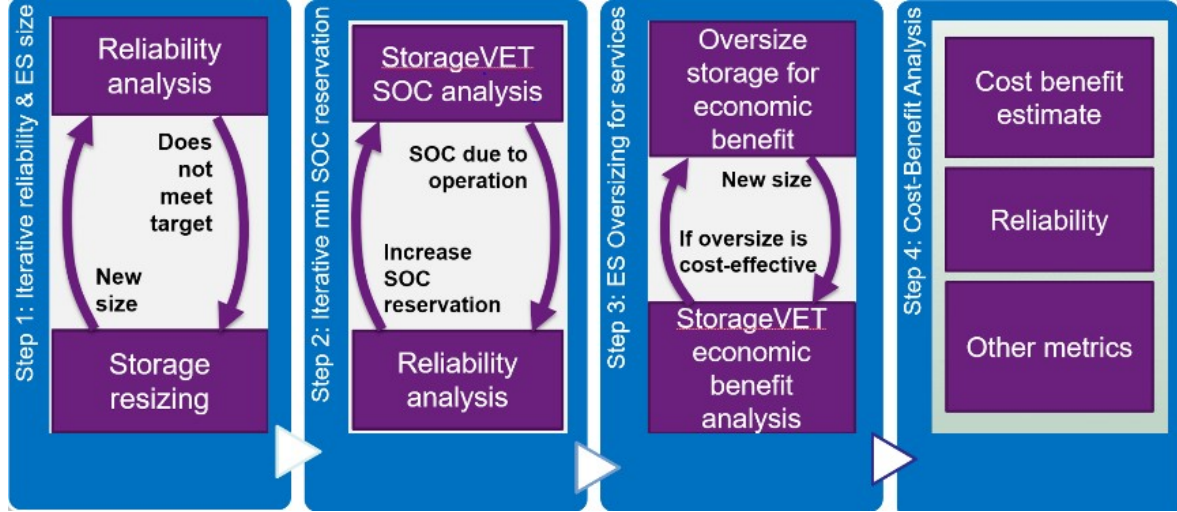 Step 1: Iterative reliability & ES size
Reliability
analysis
Does
not
meet
target
New
size
Storage
resizing
Step 2: Iterative min SOC reservation
StorageVET
SOC analysis
SOC due to
operation
Increase
SOC
reservation
Reliability
analysis
Step 3: ES Oversizing for services
Oversize
storage for
economic
benefit
New size
If oversize is
cost-effective
StorageVET
economic
benefit
analysis
Step 4: Cost-Benefit Analysis
Cost benefit
estimate
Reliability
Other metrics